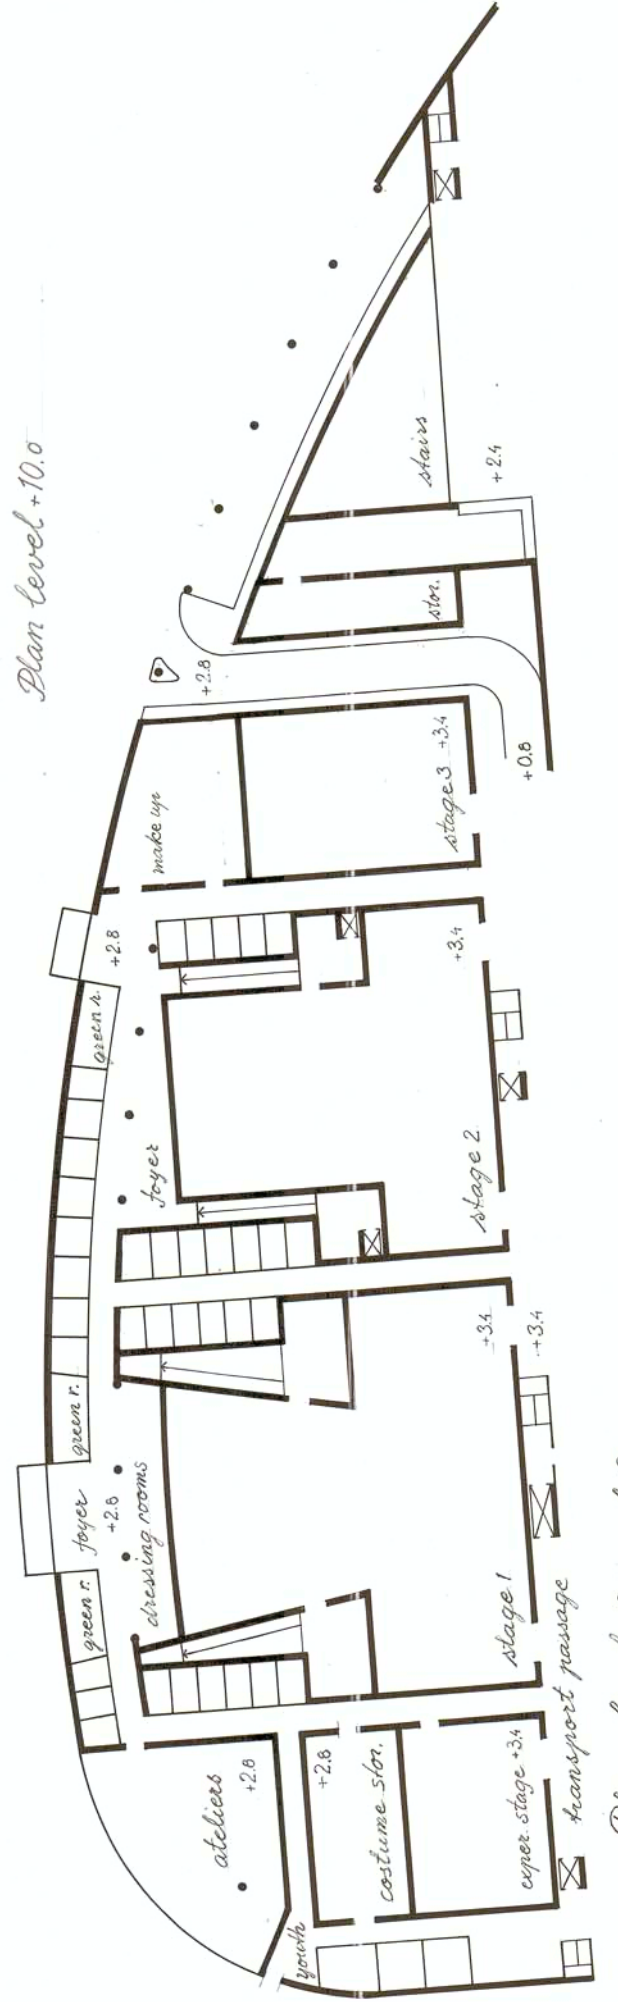 Plan level +10.0
stairs
+2.4
stor.
+2.8
+0.8
make up
stage 3 +3.4
+2.8
+3.4
green r.
foyer
stage 2
+3.4
+3.4
green r.
foyer
+2.8
dressing rooms
green r.
stage 1
transport passage
ateliers
+2.8
+2.8
costume stor.
exper. stage +3.4
youth